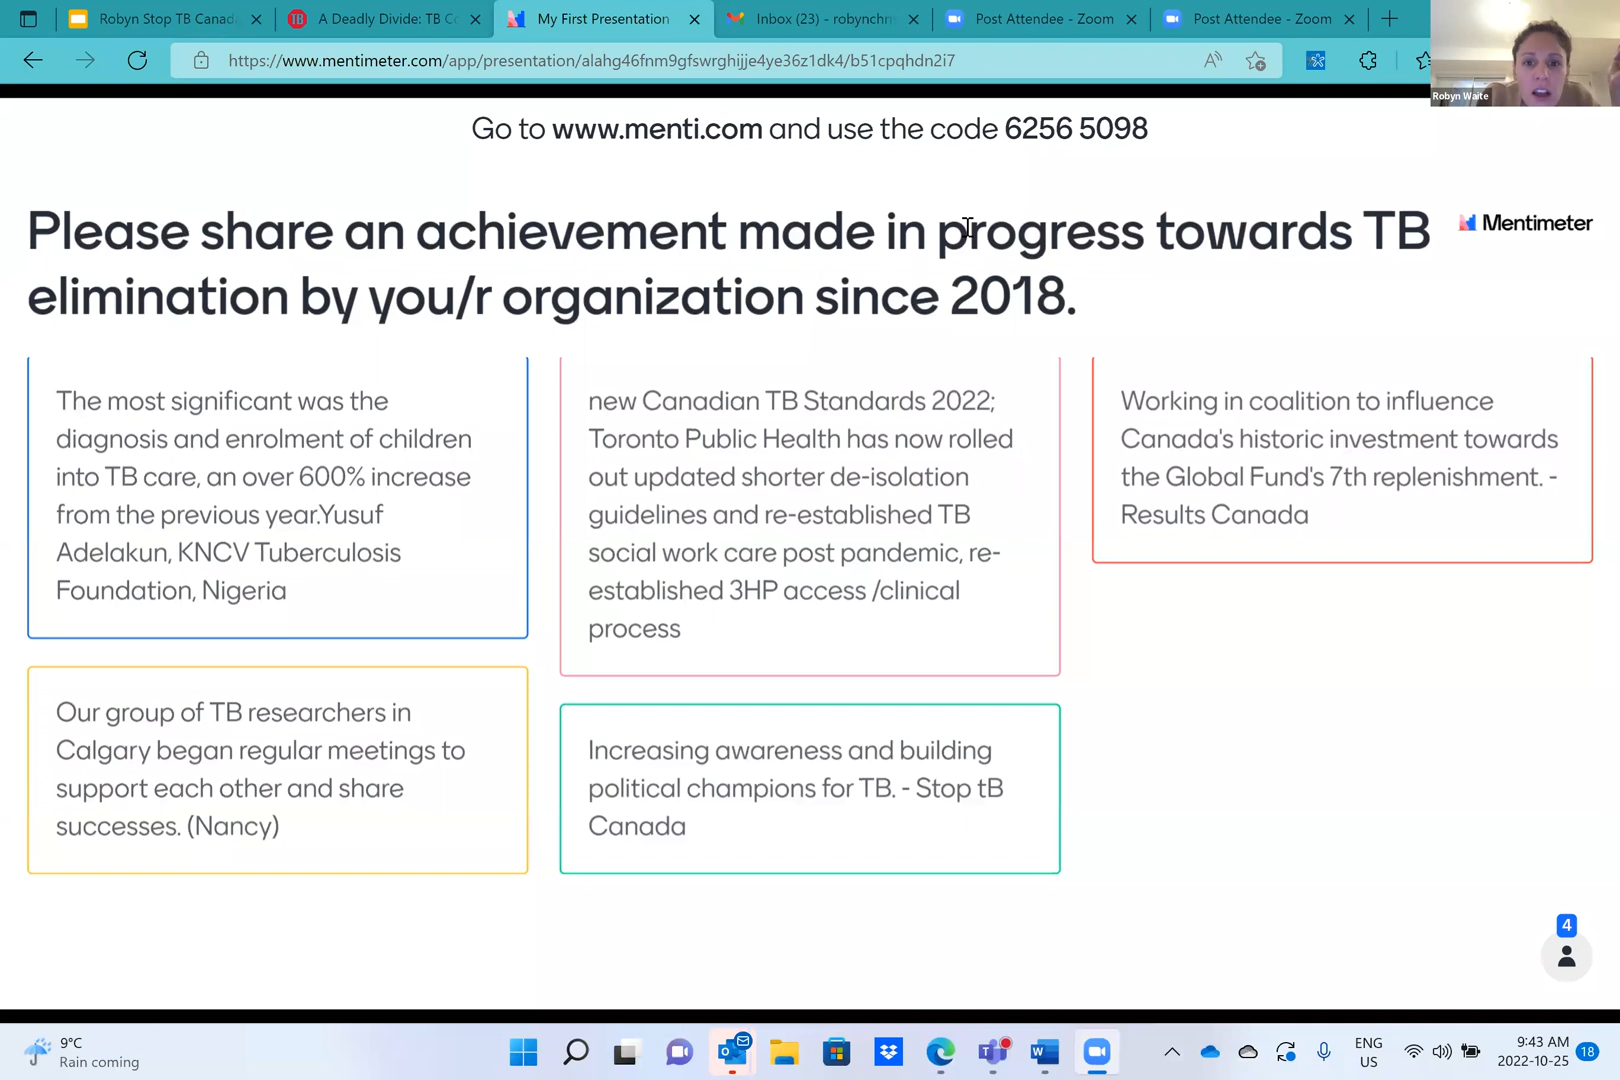 Robyn Stop TB Canad
A Deadly Divide: TB Co
My First Presentation
Inbox (23) - robynchrn
Post Attendee - Zoom
Post Attendee - Zoom
https://www.mentimeter.com/app/presentation/alahg46fnm9gfswrghijje4ye36z1dk4/b51cpqhdn2i7
Robyn Waite
Go to www.menti.com and use the code 6256 5098
Please share an achievement made in progress towards TB
elimination by you/r organization since 2018.
Mentimeter
The most significant was the
diagnosis and enrolment of children
into TB care, an over 600% increase
from the previous year.Yusuf
Adelakun, KNCV Tuberculosis
Foundation, Nigeria
new Canadian TB Standards 2022;
Toronto Public Health has now rolled
out updated shorter de-isolation
guidelines and re-established TB
social work care post pandemic, re-
established 3HP access /clinical
process
Working in coalition to influence
Canada's historic investment towards
the Global Fund's 7th replenishment. -
Results Canada
Our group of TB researchers in
Calgary began regular meetings to
support each other and share
successes. (Nancy)
Increasing awareness and building
political champions for TB. - Stop tB
Canada
4
9°C
Rain coming
ENG
US
9:43 AM
2022-10-25
18